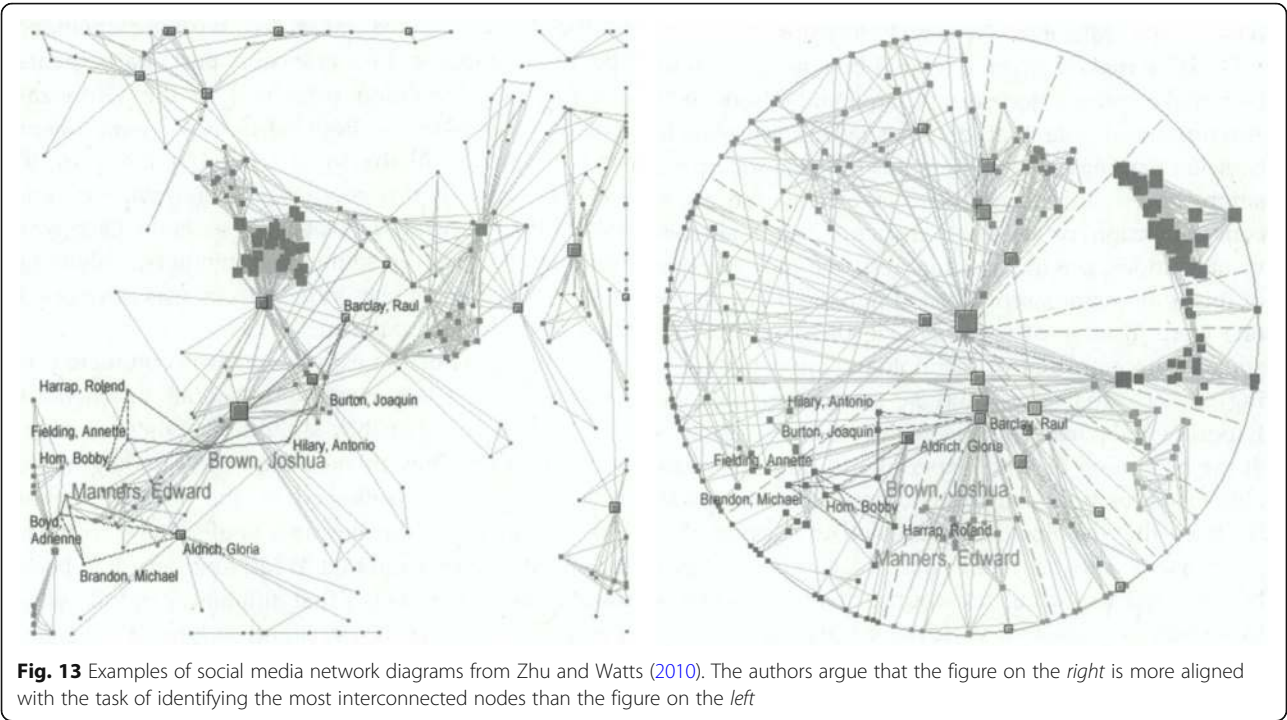 Barclay, Raul
Harrap, Rolend
Burton, Joaquin
Fielding, Annette
Hilary, Antonio
Hom, Bobby
Brown, Joshua
Manners, Edward
Boyd,
Adrienne
Aldrich,Gloria
Brandon, Michael
Hilary, Antonio
Barclay, Raul
Burton, Joaquin
Aldrich, Gloria
Fielding, Annette
Brown, Joshua
Brendon, Michael
Hom, Bobby
Harrap, Roland
Manners, Edward
Fig. 13 Examples of social media network diagrams from Zhu and Watts (2010). The authors argue that the figure on the right is more aligned
with the task of identifying the most interconnected nodes than the figure on the left